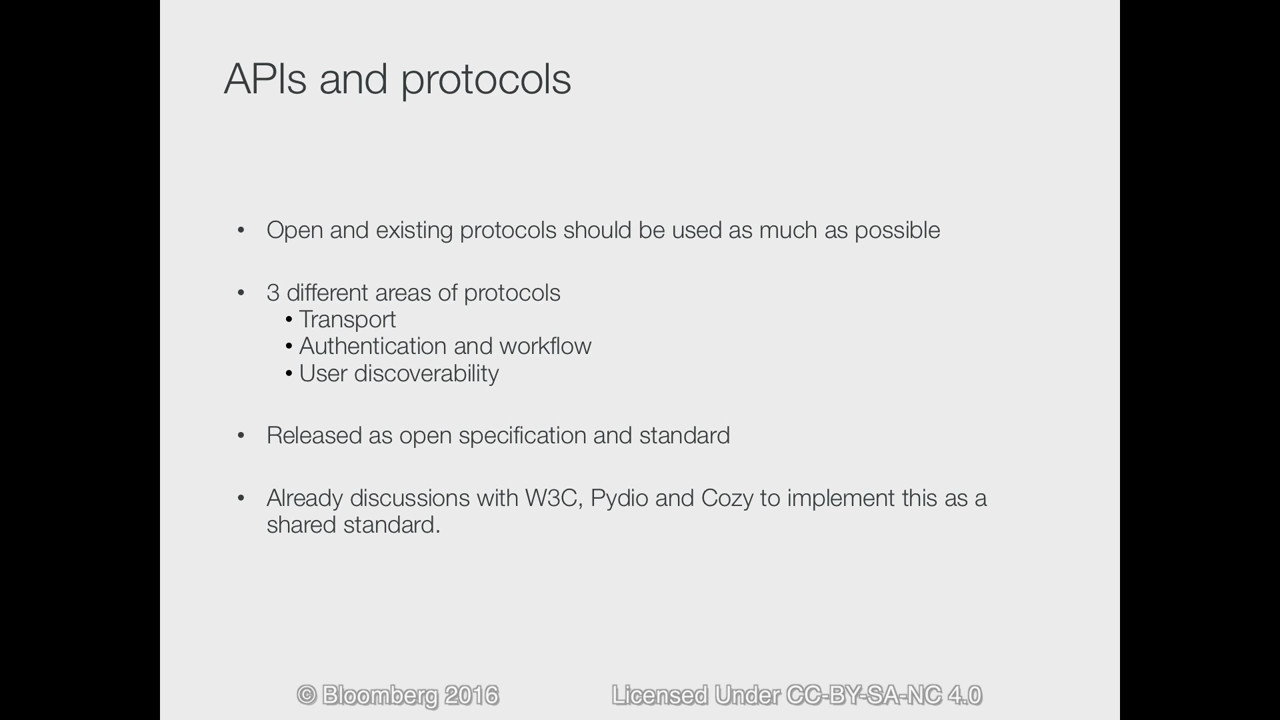 APIs and protocols
• Open and existing protocols should be used as much as possible
• 3 different areas of protocols
• Transport
• Authentication and workflow
• User discoverability
• Released as open specification and standard
• Already discussions with W3C, Pydio and Cozy to implement this as a
shared standard.
© Bloomberg 2016 Licensed Under CC-BY-SA-NC 4.0